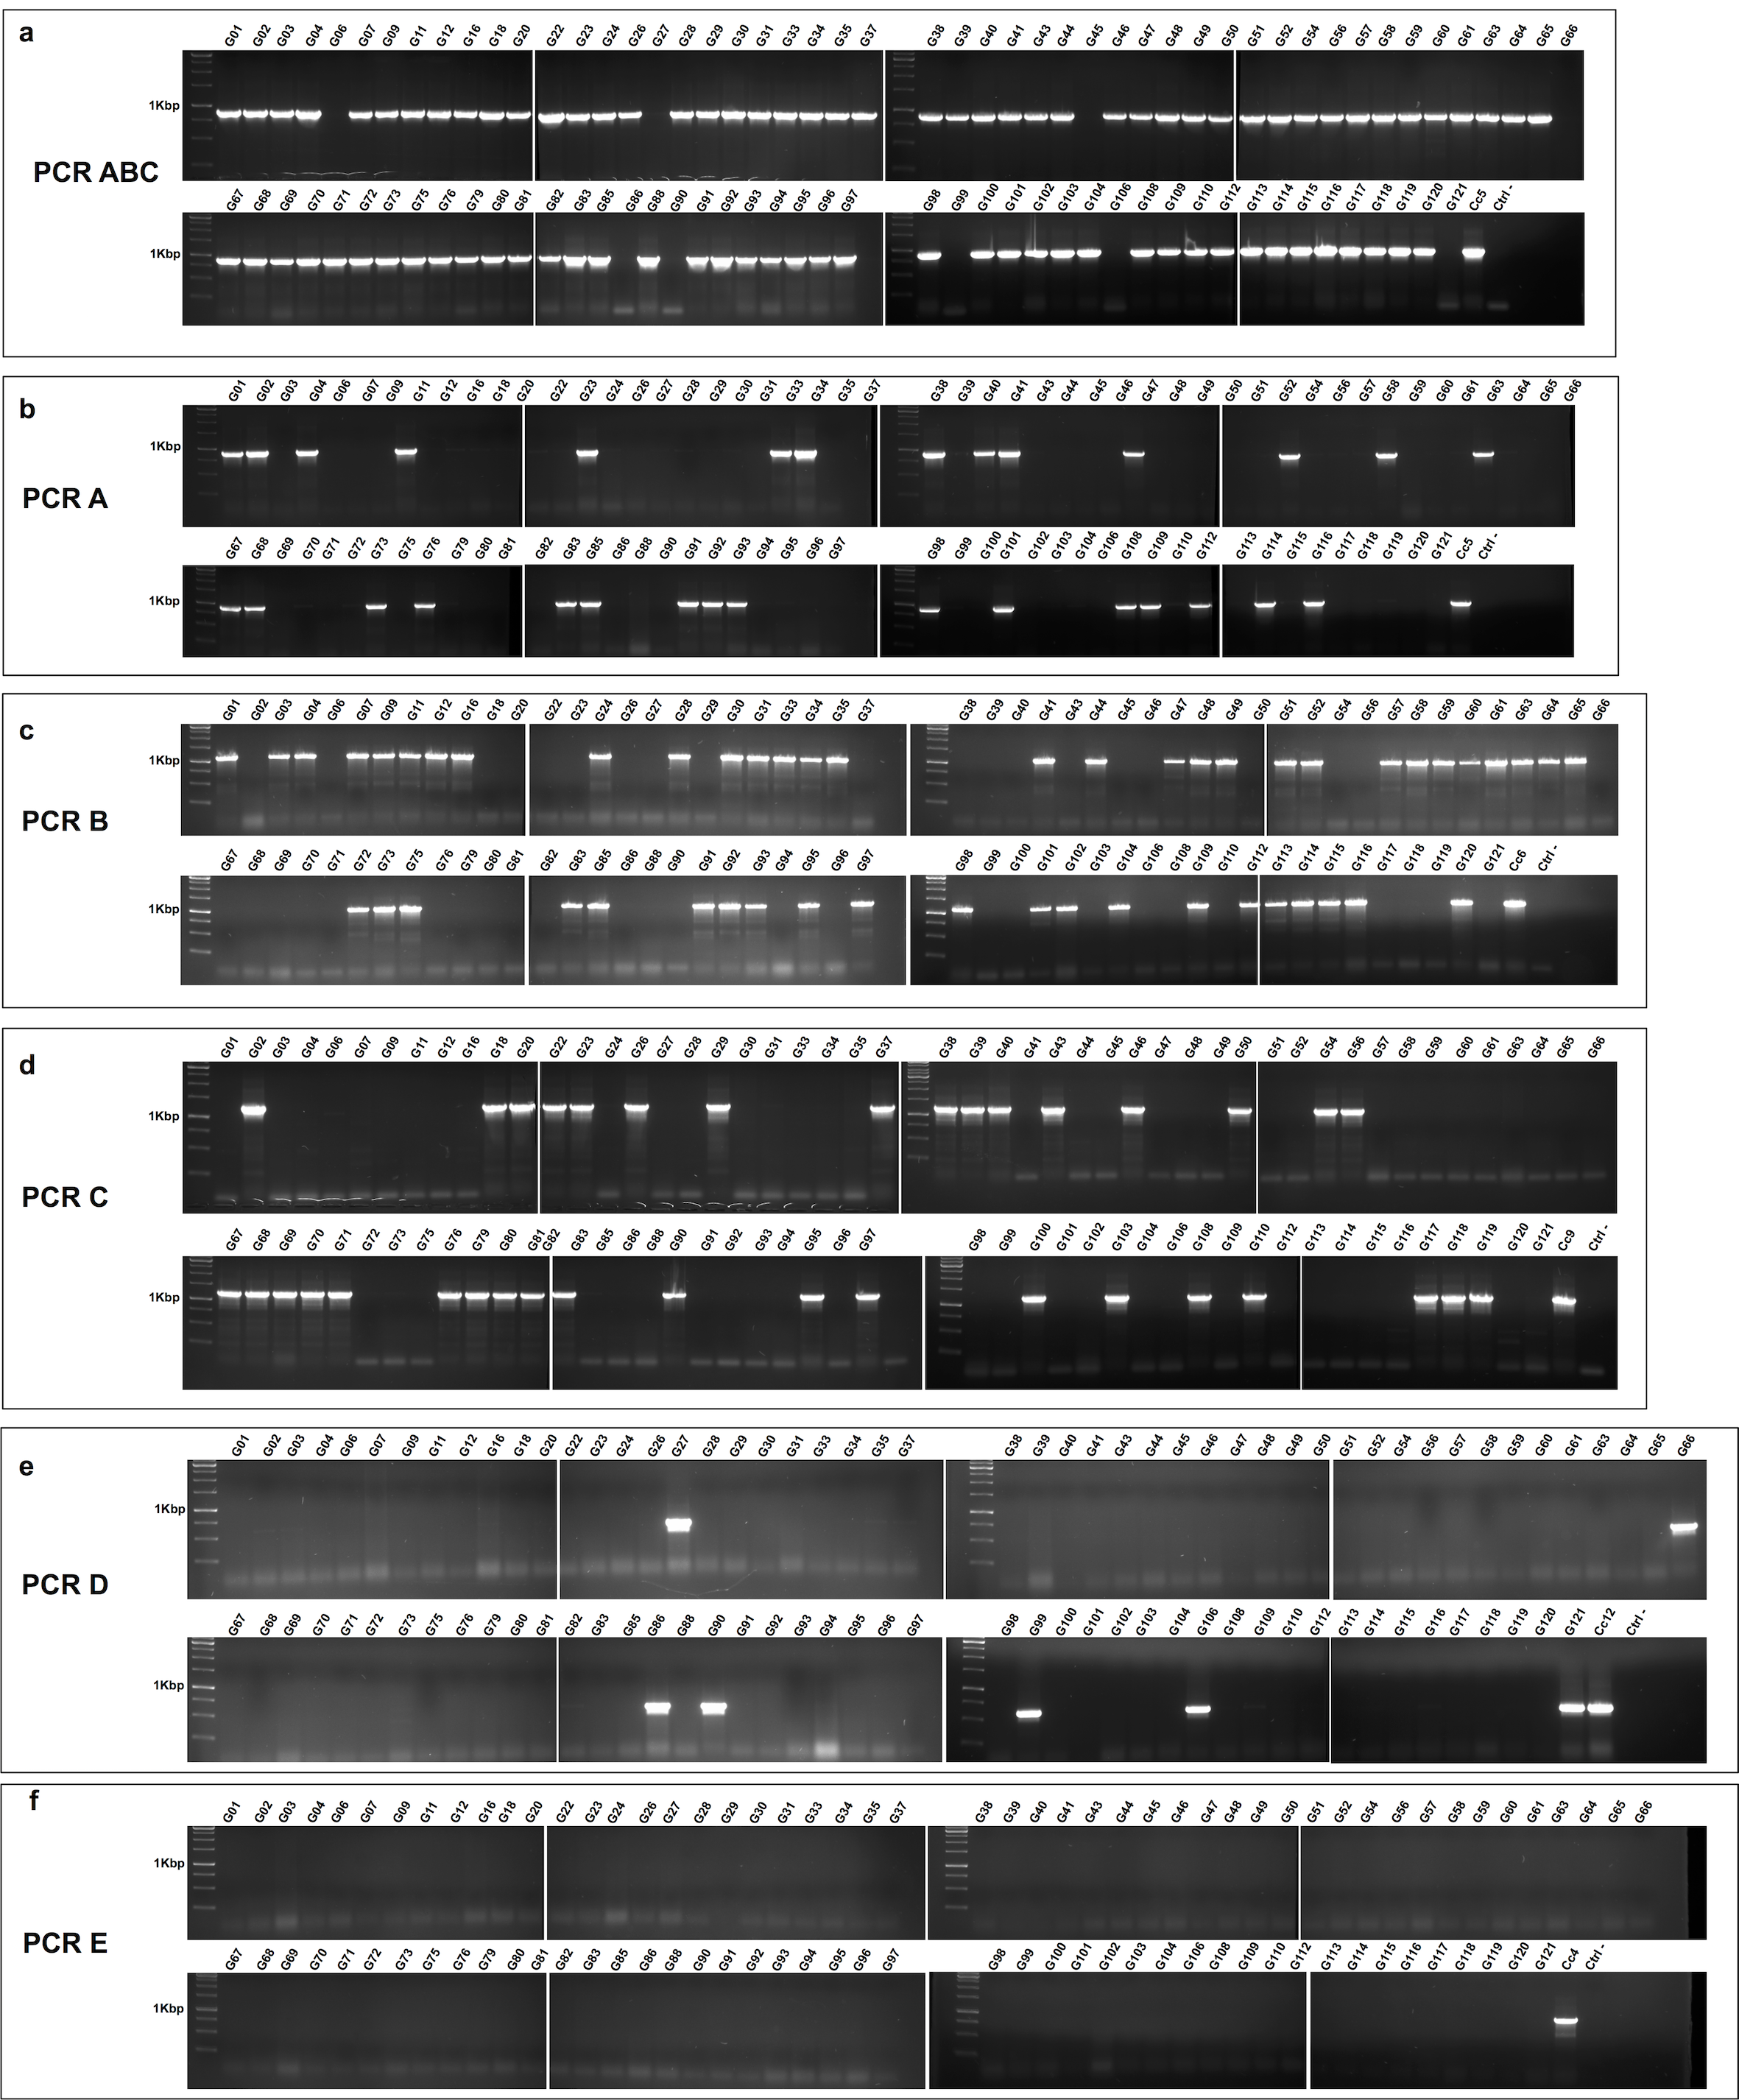 a
G01 G02 G03 G04 G06 G07 G09 G11 G12 G16 G18 G20 G22 G23 G24 G26 G27 G28 G29 G30 G31 G33 G34 G35 G37 G38 G39 G40 G41 G43 G44 G45 G46 G47 G48 G49 G50 G51 G52 G54 G56 G57 G58 G59 G60 G61 G63 G64 G65 G66
1Kbp
PCR ABC
G67 G68 G69 G70 G71 G72 G73 G75 G76 G79 G80 G81 G82 G83 G85 G86 G88 G90 G91 G92 G93 G94 G95 G96 G97 G98 G99 G100 G101 G102 G103 G104 G106 G108 G109 G110 G112 G113 G114 G115 G116 G117 G118 G119 G120 G121 Cc5 Ctrl -
1Kbp
b
G01 G02 G03 G04 G06 G07 G09 G11 G12 G16 G18 G20 G22 G23 G24 G26 G27 G28 G29 G30 G31 G33 G34 G35 G37 G38 G39 G40 G41 G43 G44 G45 G46 G47 G48 G49 G50 G51 G52 G54 G56 G57 G58 G59 G60 G61 G63 G64 G65 G66
1Kbp
PCR A
G67 G68 G69 G70 G71 G72 G73 G75 G76 G79 G80 G81 G82 G83 G85 G86 G88 G90 G91 G92 G93 G94 G95 G96 G97 G98 G99 G100 G101 G102 G103 G104 G106 G108 G109 G110 G112 G113 G114 G115 G116 G117 G118 G119 G120 G121 Cc5 Ctrl -
1Kbp
c
G01 G02 G03 G04 G06 G07 G09 G11 G12 G16 G18 G20 G22 G23 G24 G26 G27 G28 G29 G30 G31 G33 G34 G35 G37 G38 G39 G40 G41 G43 G44 G45 G46 G47 G48 G49 G50 G51 G52 G54 G56 G57 G58 G59 G60 G61 G63 G64 G65 G66
1Kbp
PCR B
G67 G68 G69 G70 G71 G72 G73 G75 G76 G79 G80 G81 G82 G83 G85 G86 G88 G90 G91 G92 G93 G94 G95 G96 G97 G98 G99 G100 G101 G102 G103 G104 G106 G108 G109 G110 G112 G113 G114 G115 G116 G117 G118 G119 G120 G121 Cc6 Ctrl -
1Kbp
d
G01 G02 G03 G04 G06 G07 G09 G11 G12 G16 G18 G20 G22 G23 G24 G26 G27 G28 G29 G30 G31 G33 G34 G35 G37 G38 G39 G40 G41 G43 G44 G45 G46 G47 G48 G49 G50 G51 G52 G54 G56 G57 G58 G59 G60 G61 G63 G64 G65 G66
1Kbp
PCR C
G67 G68 G69 G70 G71 G72 G73 G75 G76 G79 G80 G81 G82 G83 G85 G86 G88 G90 G91 G92 G93 G94 G95 G96 G97 G98 G99 G100 G101 G102 G103 G104 G106 G108 G109 G110 G112 G113 G114 G115 G116 G117 G118 G119 G120 G121 Cc9 Ctrl -
1Kbp
e
G01 G02 G03 G04 G06 G07 G09 G11 G12 G16 G18 G20 G22 G23 G24 G26 G27 G28 G29 G30 G31 G33 G34 G35 G37 G38 G39 G40 G41 G43 G44 G45 G46 G47 G48 G49 G50 G51 G52 G54 G56 G57 G58 G59 G60 G61 G63 G64 G65 G66
1Kbp
PCR D
G67 G68 G69 G70 G71 G72 G73 G75 G76 G79 G80 G81 G82 G83 G85 G86 G88 G90 G91 G92 G93 G94 G95 G96 G97 G98 G99 G100 G101 G102 G103 G104 G106 G108 G109 G110 G112 G113 G114 G115 G116 G117 G118 G119 G120 G121 Cc12 Ctrl -
1Kbp
f
G01 G02 G03 G04 G06 G07 G09 G11 G12 G16 G18 G20 G22 G23 G24 G26 G27 G28 G29 G30 G31 G33 G34 G35 G37 G38 G39 G40 G41 G43 G44 G45 G46 G47 G48 G49 G50 G51 G52 G54 G56 G57 G58 G59 G60 G61 G63 G64 G65 G66
1Kbp
PCR E
G67 G68 G69 G70 G71 G72 G73 G75 G76 G79 G80 G81 G82 G83 G85 G86 G88 G90 G91 G92 G93 G94 G95 G96 G97 G98 G99 G100 G101 G102 G103 G104 G106 G108 G109 G110 G112 G113 G114 G115 G116 G117 G118 G119 G120 G121 Cc4 Ctrl -
1Kbp